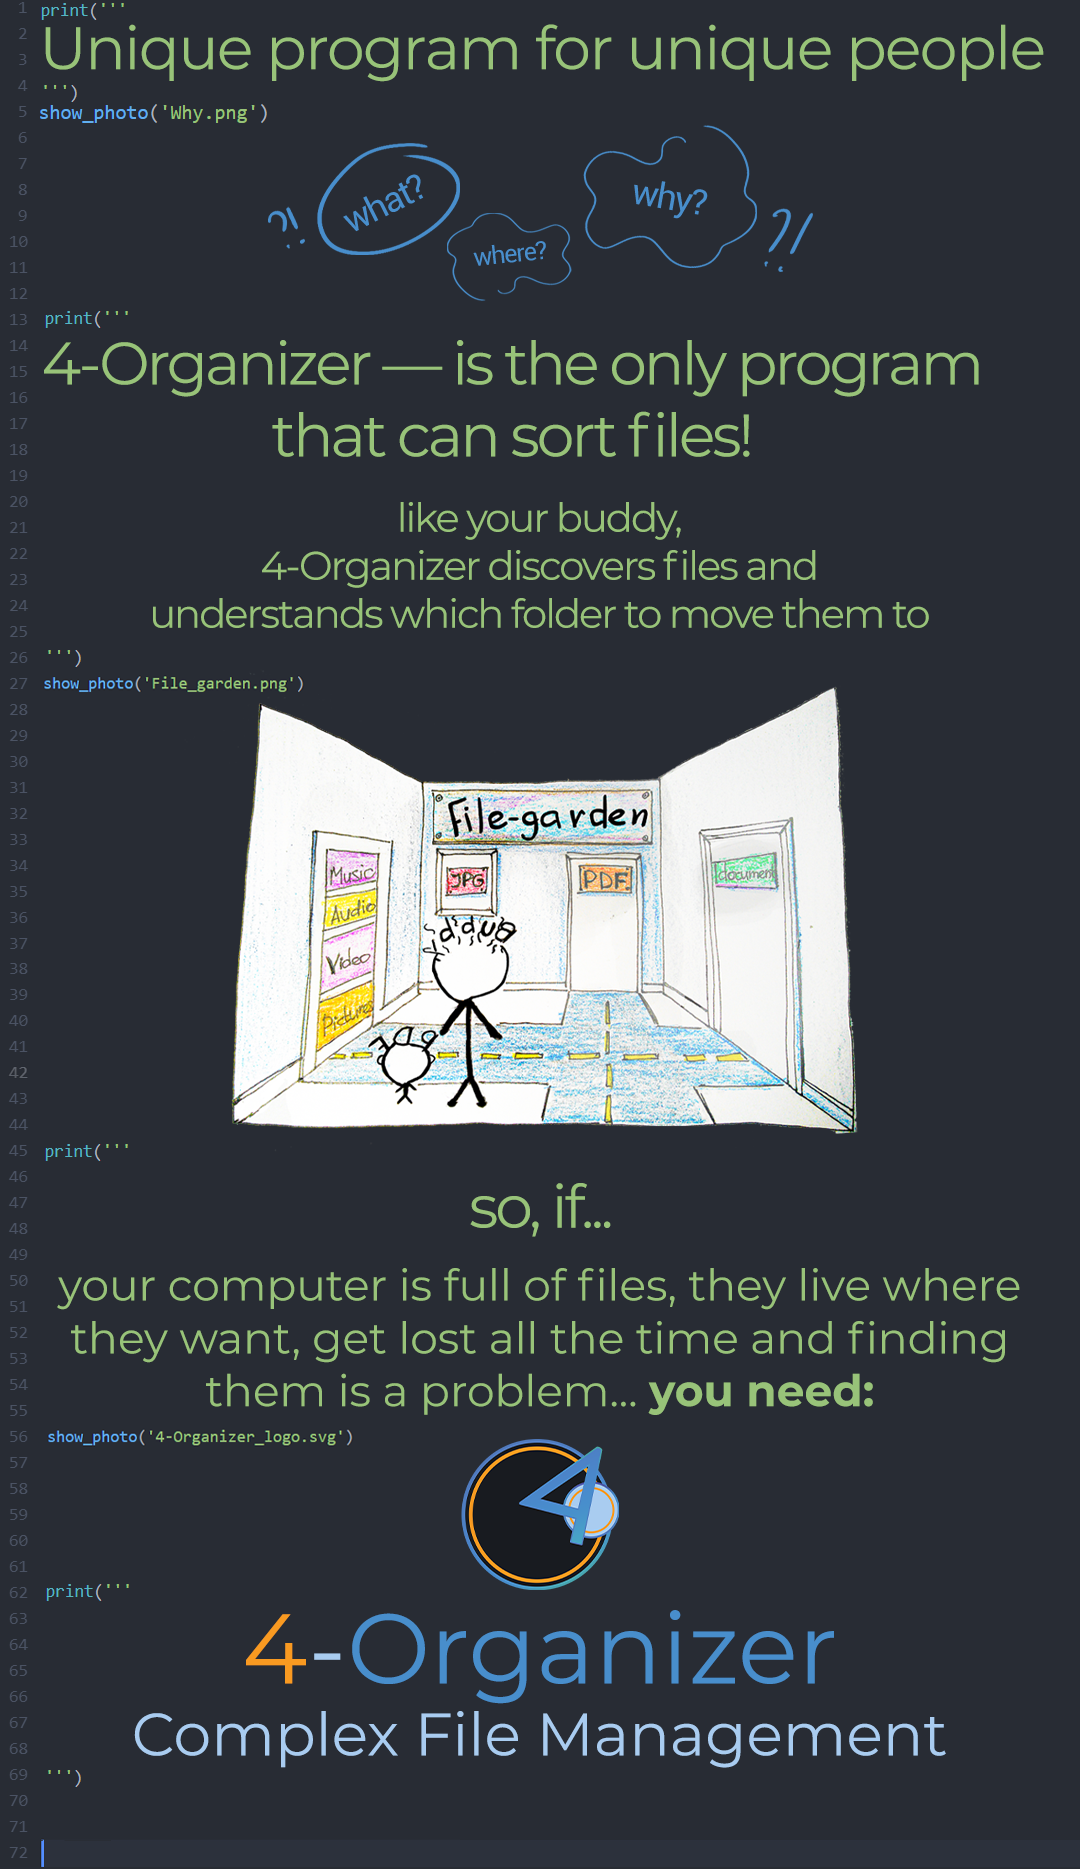 1 print('''
2 Unique program for unique people
3
4 ''')
5 show_photo('Why.png')
6
7
8 what? why?
9 ?! ?!
10 where?
11
12
13 print('''
14 4-Organizer — is the only program
15
16
17 that can sort files!
18
19
20 like your buddy,
21
22 4-Organizer discovers files and
23
24 understands which folder to move them to
25
26 ''')
27 show_photo('File_garden.png')
28
29
30
31
32 File-garden
33
34 Music JPG PDF document
35 Audio
36 Buddy
37 Video
38
39
40 Pictures
41
42
43
44
45 print('''
46
47 so, if...
48
49
50 your computer is full of files, they live where
51
52 they want, get lost all the time and finding
53
54 them is a problem... you need:
55
56 show_photo('4-Organizer_logo.svg')
57
58 4
59
60
61
62 print('''
63
64 4-Organizer
65
66
67 Complex File Management
68
69 ''')
70
71
72